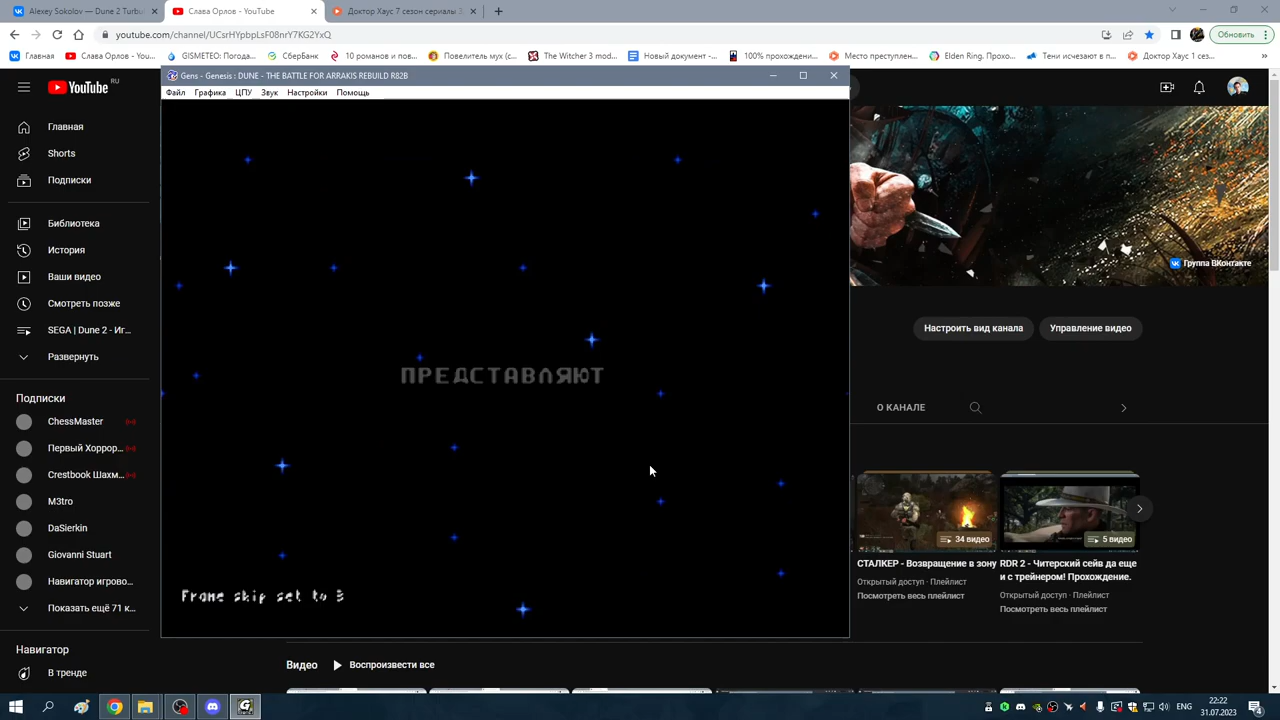 Alexey Sokolov — Dune 2 Turbul
Слава Орлов - YouTube
Доктор Хаус 7 сезон сериалы 3
youtube.com/channel/UCsrHYpbpLsF08nrY7KG2YxQ
Обновить
Главная
Слава Орлов - You...
GISMETEO: Погода...
СберБанк
10 романов и пов...
Повелитель мух (с...
The Witcher 3 mod...
Новый документ -...
100% прохождени...
Место преступлен...
Elden Ring. Прохо...
Тени исчезают в п...
Доктор Хаус 1 сез...
Gens - Genesis : DUNE - THE BATTLE FOR ARRAKIS REBUILD R82B
Файл
Графика
ЦПУ
Звук
Настройки
Помощь
YouTube
RU
Главная
Shorts
Подписки
Библиотека
История
Ваши видео
Смотреть позже
SEGA | Dune 2 - Иг...
Развернуть
Подписки
ChessMaster
Первый Хоррор...
Crestbook Шахм...
M3tro
DaSierkin
Giovanni Stuart
Навигатор игрово...
Показать ещё 71 к...
Навигатор
В тренде
ПРЕДСТАВЛЯЮТ
Frame skip set to 3
Группа ВКонтакте
Настроить вид канала
Управление видео
О КАНАЛЕ
34 видео
5 видео
СТАЛКЕР - Возвращение в зону
Открытый доступ · Плейлист
Посмотреть весь плейлист
RDR 2 - Читерский сейв да еще
и с трейнером! Прохождение.
Открытый доступ · Плейлист
Посмотреть весь плейлист
Видео
Воспроизвести все
ENG
22:22
31.07.2023